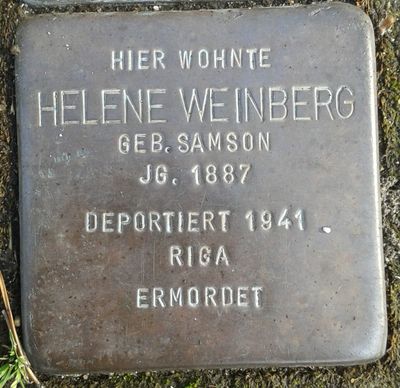 HIER WOHNTE
HELENE WEINBERG
GEB. SAMSON
JG. 1887
DEPORTIERT 1941
RIGA
ERMORDET